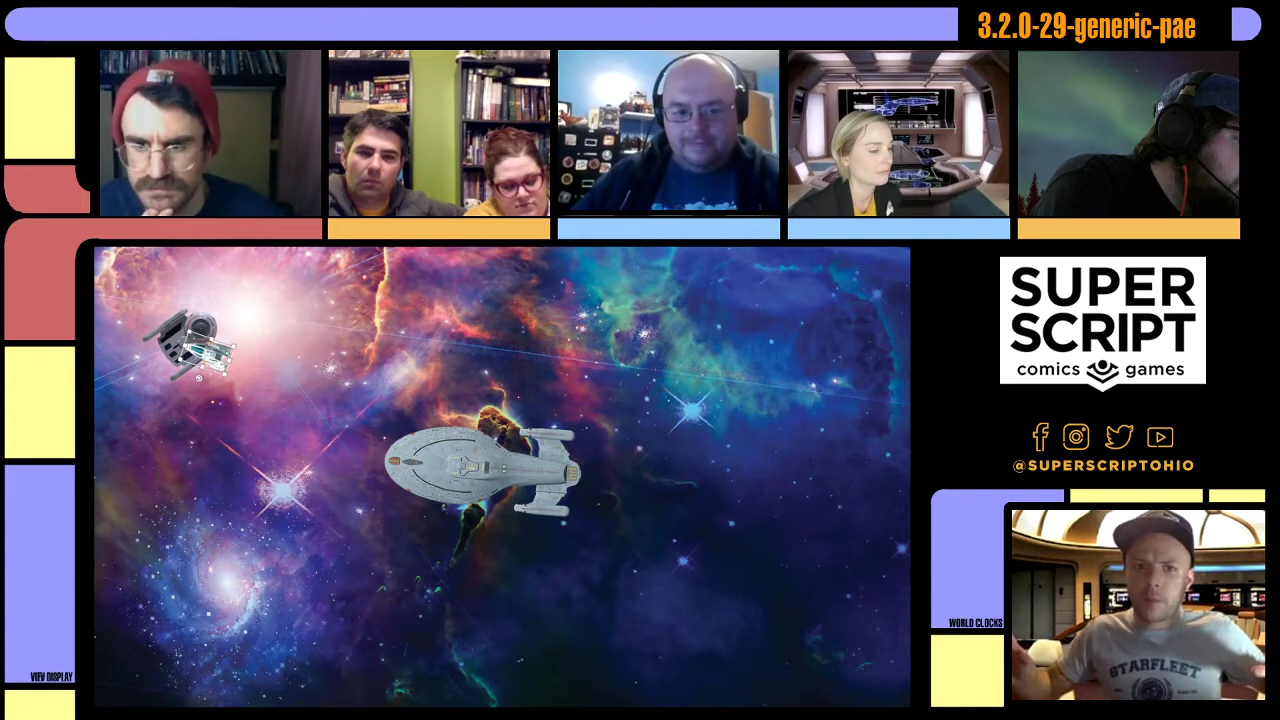 3.2.0-29-generic-pae
SUPER
SCRIPT
comics games
@SUPERSCRIPTOHIO
WORLD CLOCKS
VIEW DISPLAY
STARFLEET